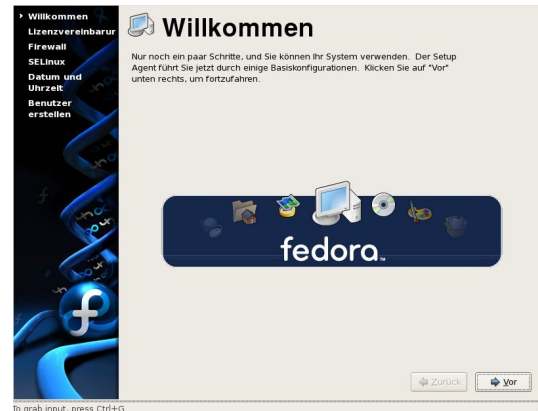 Willkommen
Lizenzvereinbarur
Firewall
SELinux
Datum und
Uhrzeit
Benutzer
erstellen
Willkommen
Nur noch ein paar Schritte, und Sie können Ihr System verwenden. Der Setup
Agent führt Sie jetzt durch einige Basiskonfigurationen. Klicken Sie auf "Vor"
unten rechts, um fortzufahren.
fedora™
Zurück
Vor
To grab input, press Ctrl+G